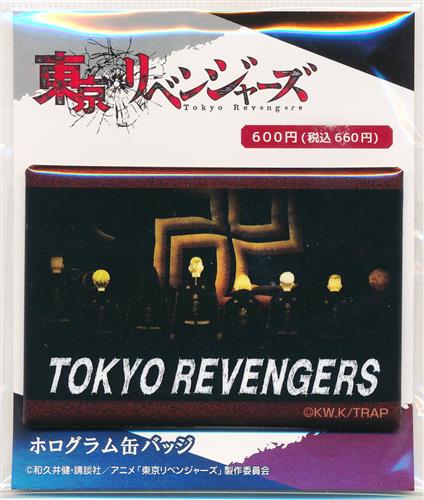 東京リベンジャーズ
Tokyo Revengers
600円(税込660円)
TOKYO REVENGERS
©KW,K/TRAP
ホログラム缶バッジ
©和久井健・講談社／アニメ「東京リベンジャーズ」製作委員会